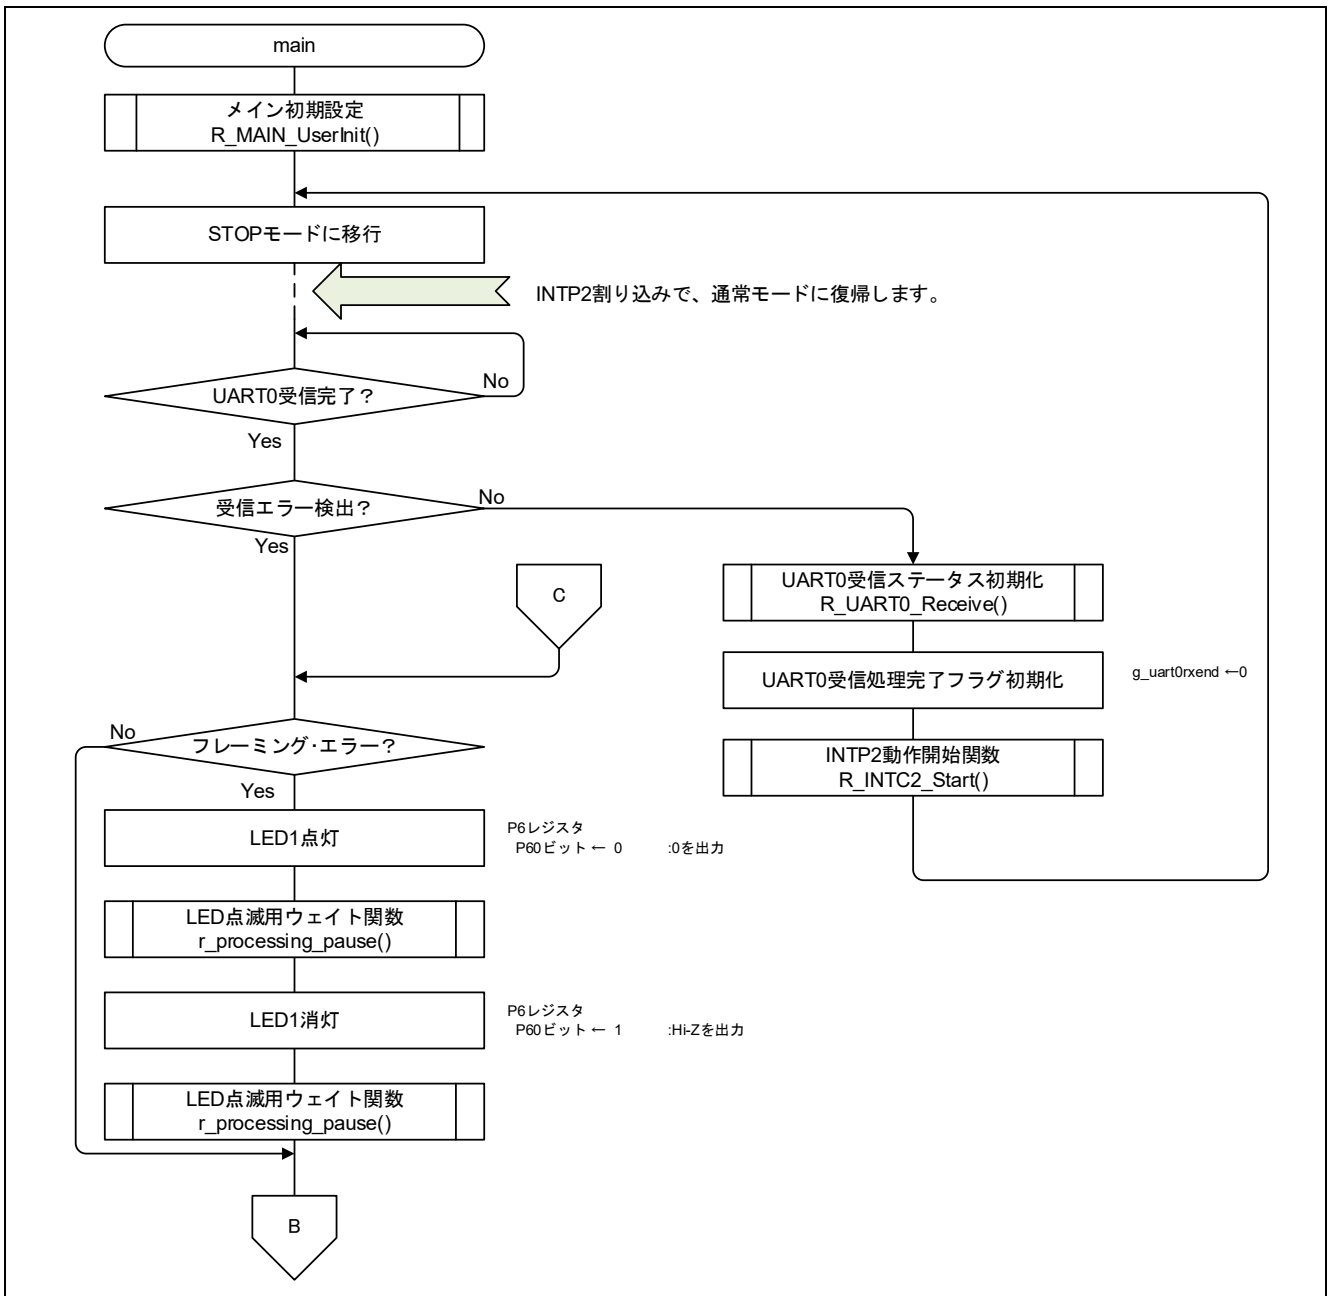 main
メイン初期設定
R_MAIN_UserInit()
STOPモードに移行
INTP2割り込みで、通常モードに復帰します。
UART0受信完了？
No
Yes
受信エラー検出？
No
Yes
C
UART0受信ステータス初期化
R_UART0_Receive()
UART0受信処理完了フラグ初期化
g_uart0rxend ←0
INTP2動作開始関数
R_INTC2_Start()
フレーミング･エラー？
No
Yes
LED1点灯
P6レジスタ
P60ビット ← 0 :0を出力
LED点滅用ウェイト関数
r_processing_pause()
LED1消灯
P6レジスタ
P60ビット ← 1 :Hi-Zを出力
LED点滅用ウェイト関数
r_processing_pause()
B